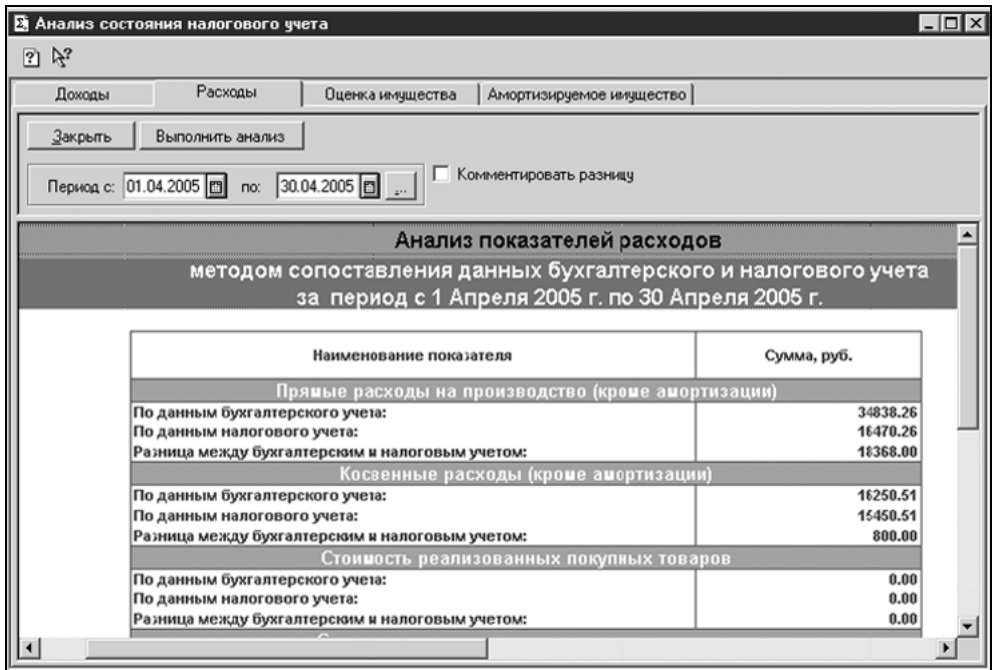 Анализ состояния налогового учета
Доходы Расходы Оценка имущества Амортизируемое имущество
Закрыть Выполнить анализ
Период с: 01.04.2005 по: 30.04.2005 ... Комментировать разницу
Анализ показателей расходов
методом сопоставления данных бухгалтерского и налогового учета
за период с 1 Апреля 2005 г. по 30 Апреля 2005 г.
Наименование показателя Сумма, руб.
Прямые расходы на производство (кроме амортизации)
По данным бухгалтерского учета: 34838.26
По данным налогового учета: 16470.26
Разница между бухгалтерским и налоговым учетом: 18368.00
Косвенные расходы (кроме амортизации)
По данным бухгалтерского учета: 16250.51
По данным налогового учета: 15450.51
Разница между бухгалтерским и налоговым учетом: 800.00
Стоимость реализованных покупных товаров
По данным бухгалтерского учета: 0.00
По данным налогового учета: 0.00
Разница между бухгалтерским и налоговым учетом: 0.00